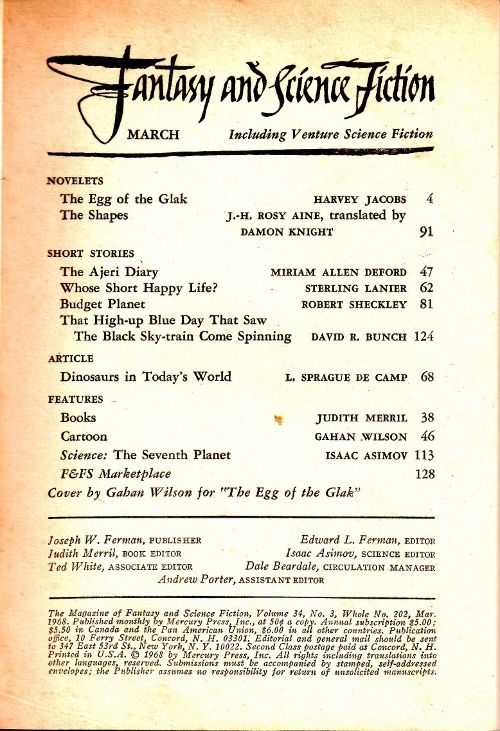 Fantasy and Science Fiction
MARCH Including Venture Science Fiction
NOVELETS
The Egg of the Glak HARVEY JACOBS 4
The Shapes J.-H. ROSY AINE, translated by
DAMON KNIGHT 91
SHORT STORIES
The Ajeri Diary MIRIAM ALLEN DEFORD 47
Whose Short Happy Life? STERLING LANIER 62
Budget Planet ROBERT SHECKLEY 81
That High-up Blue Day That Saw
The Black Sky-train Come Spinning DAVID R. BUNCH 124
ARTICLE
Dinosaurs in Today's World L. SPRAGUE DE CAMP 68
FEATURES
Books JUDITH MERRIL 38
Cartoon GAHAN WILSON 46
Science: The Seventh Planet ISAAC ASIMOV 113
F&FS Marketplace 128
Cover by Gahan Wilson for "The Egg of the Glak"
Joseph W. Ferman, PUBLISHER Edward L. Ferman, EDITOR
Judith Merril, BOOK EDITOR Isaac Asimov, SCIENCE EDITOR
Ted White, ASSOCIATE EDITOR Dale Beardale, CIRCULATION MANAGER
Andrew Porter, ASSISTANT EDITOR
The Magazine of Fantasy and Science Fiction, Volume 34, No. 3, Whole No. 202, Mar.
1968. Published monthly by Mercury Press, Inc., at 50¢ a copy. Annual subscription $5.00;
$5.50 in Canada and the Pan American Union, $6.00 in all other countries. Publication
office, 10 Ferry Street, Concord, N. H. 03301. Editorial and general mail should be sent
to 347 East 53rd St., New York, N. Y. 10022. Second Class postage paid at Concord, N. H.
Printed in U.S.A. © 1968 by Mercury Press, Inc. All rights including translations into
other languages, reserved. Submissions must be accompanied by stamped, self-addressed
envelopes; the Publisher assumes no responsibility for return of unsolicited manuscripts.